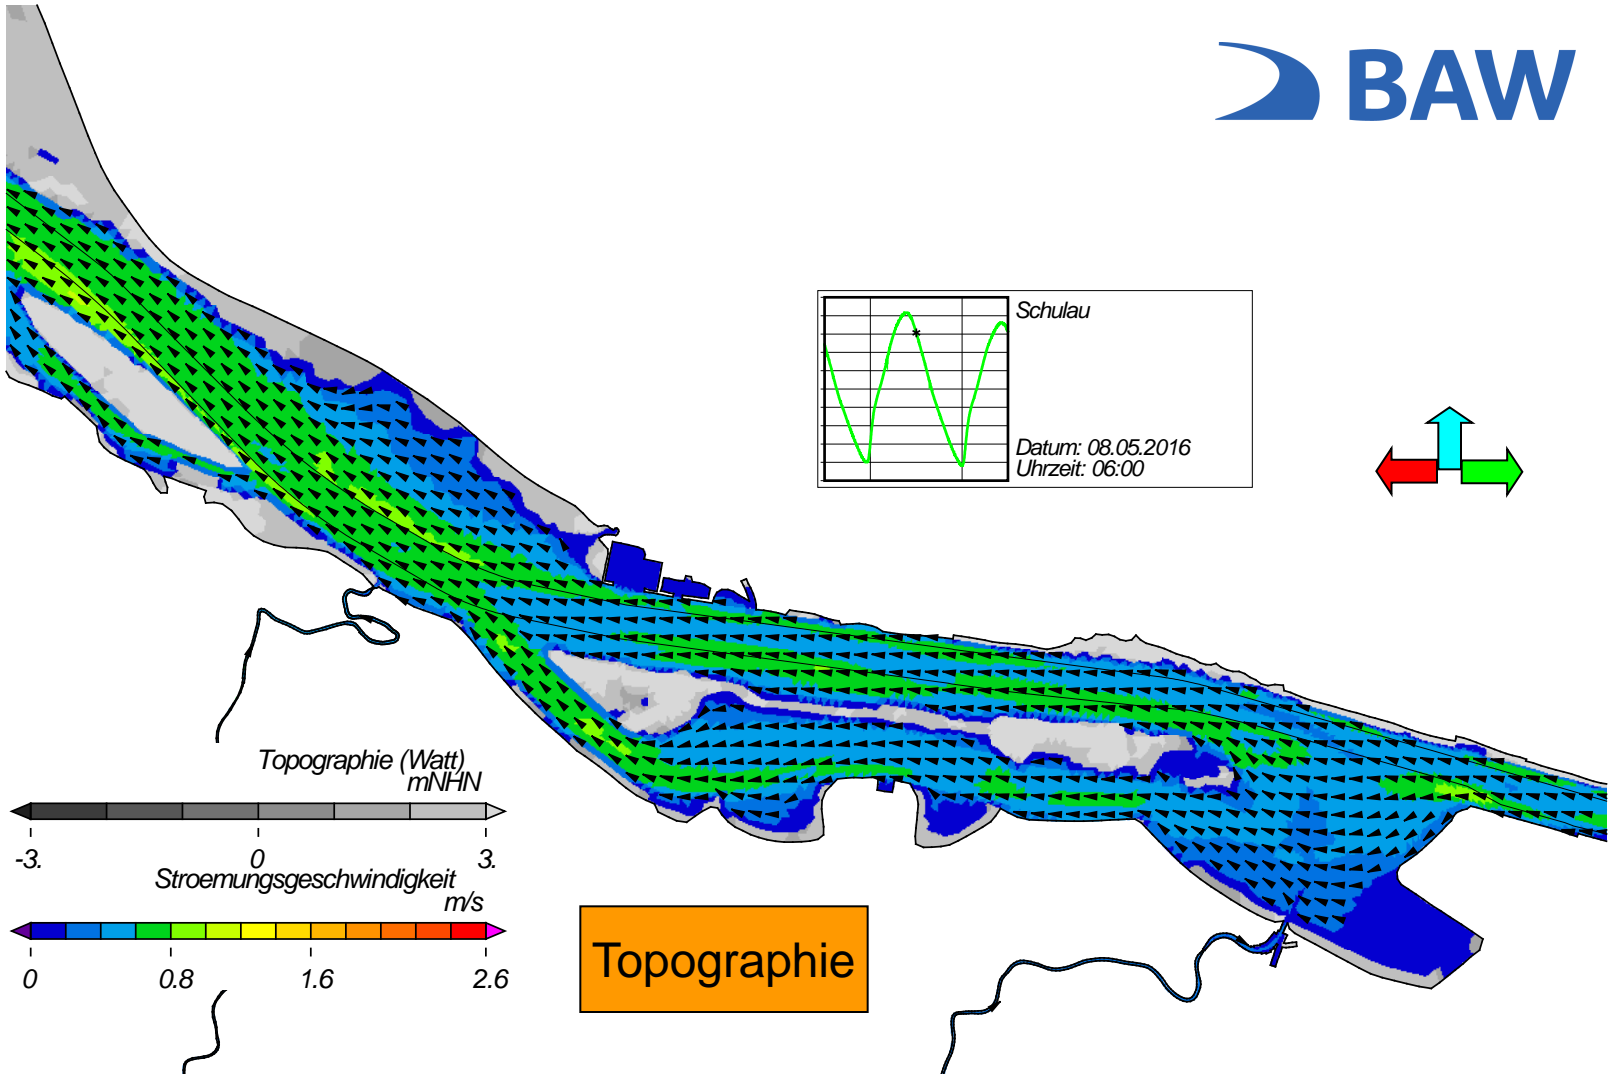 BAW
Schulau
Datum: 08.05.2016
Uhrzeit: 06:00
Topographie (Watt)
mNHN
-3. 0 3.
Stroemungsgeschwindigkeit
m/s
0 0.8 1.6 2.6
Topographie